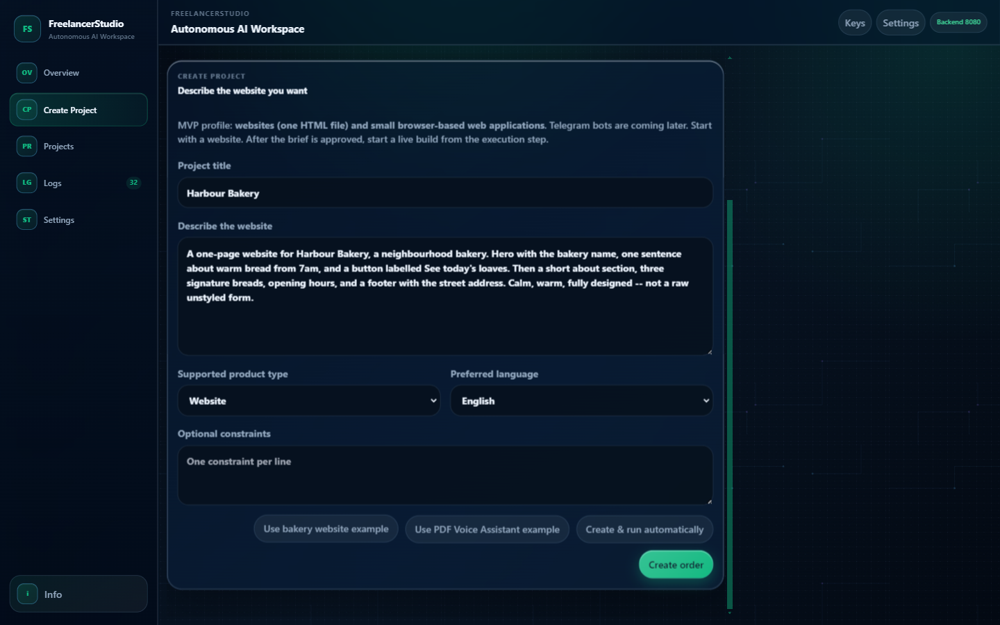 FS
FreelancerStudio
Autonomous AI Workspace
OV
Overview
CP
Create Project
PR
Projects
LG
Logs
32
ST
Settings
i
Info
FREELANCERSTUDIO
Autonomous AI Workspace
Keys
Settings
Backend 8080
CREATE PROJECT
Describe the website you want
MVP profile: websites (one HTML file) and small browser-based web applications. Telegram bots are coming later. Start
with a website. After the brief is approved, start a live build from the execution step.
Project title
Harbour Bakery
Describe the website
A one-page website for Harbour Bakery, a neighbourhood bakery. Hero with the bakery name, one sentence
about warm bread from 7am, and a button labelled See today's loaves. Then a short about section, three
signature breads, opening hours, and a footer with the street address. Calm, warm, fully designed -- not a raw
unstyled form.
Supported product type
Preferred language
Website
English
Optional constraints
One constraint per line
Use bakery website example
Use PDF Voice Assistant example
Create & run automatically
Create order